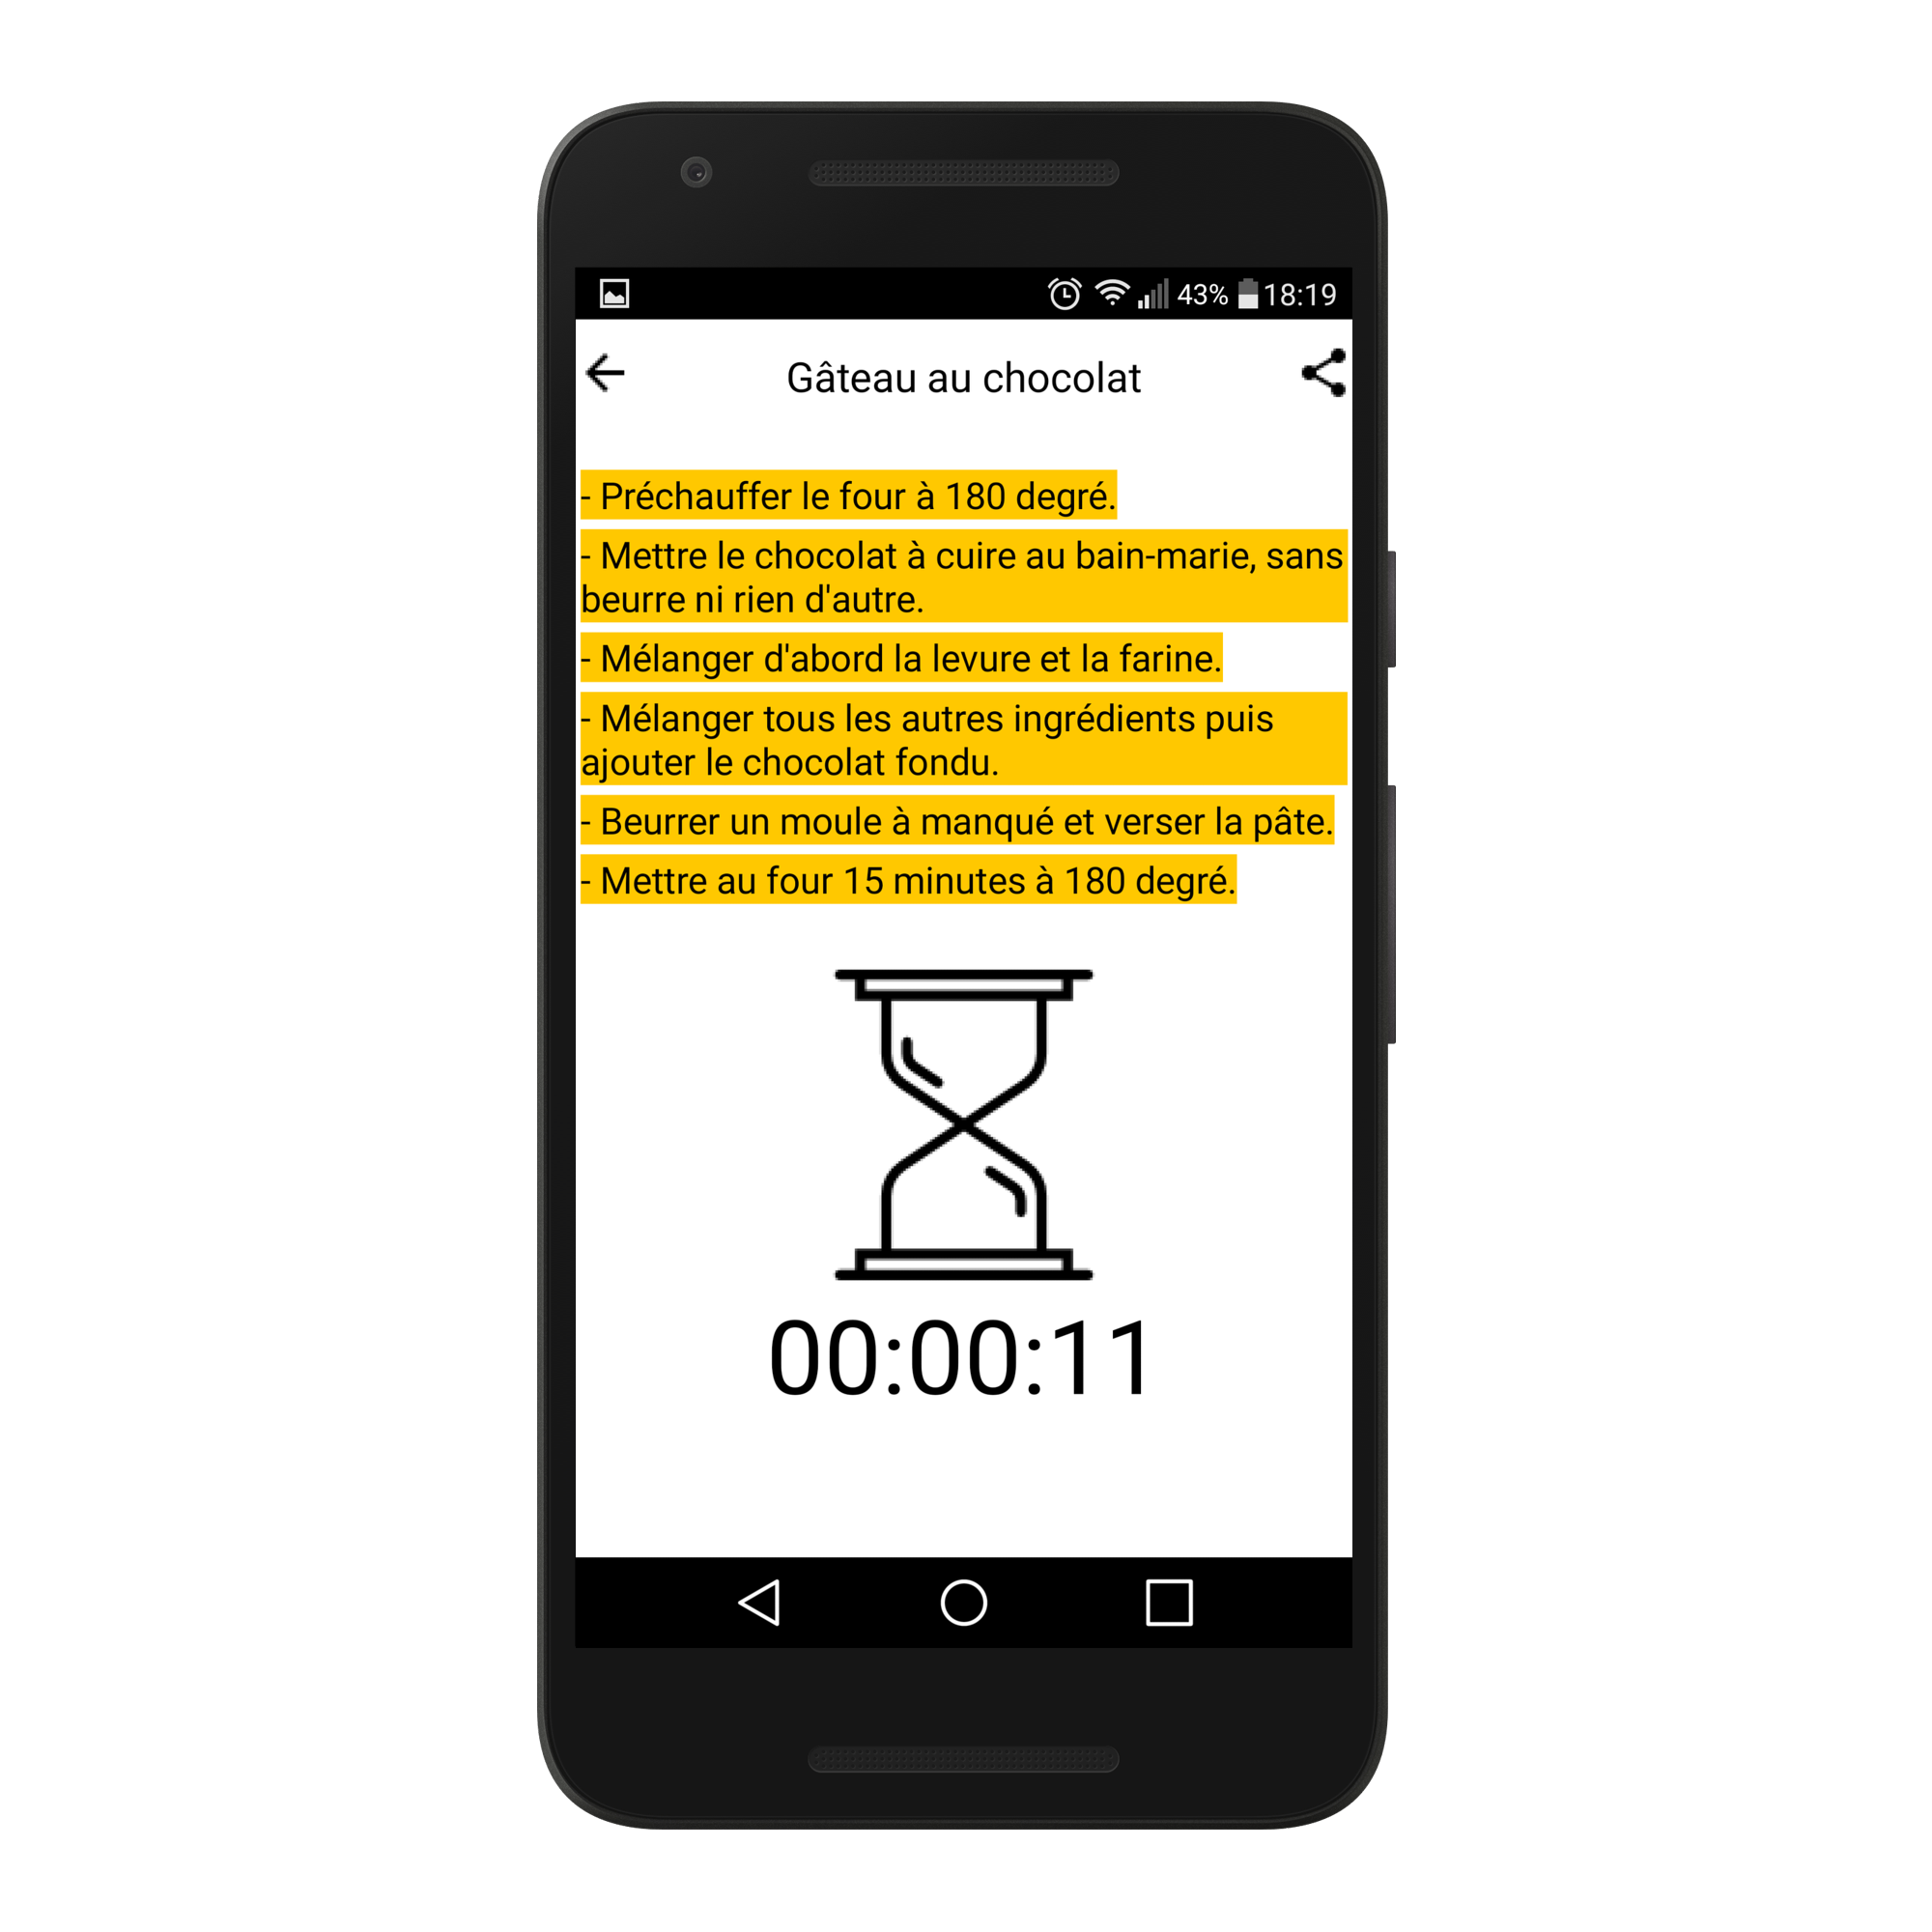 43% 18:19
Gâteau au chocolat
- Préchauffer le four à 180 degré.
- Mettre le chocolat à cuire au bain-marie, sans
beurre ni rien d'autre.
- Mélanger d'abord la levure et la farine.
- Mélanger tous les autres ingrédients puis
ajouter le chocolat fondu.
- Beurrer un moule à manqué et verser la pâte.
- Mettre au four 15 minutes à 180 degré.
00:00:11